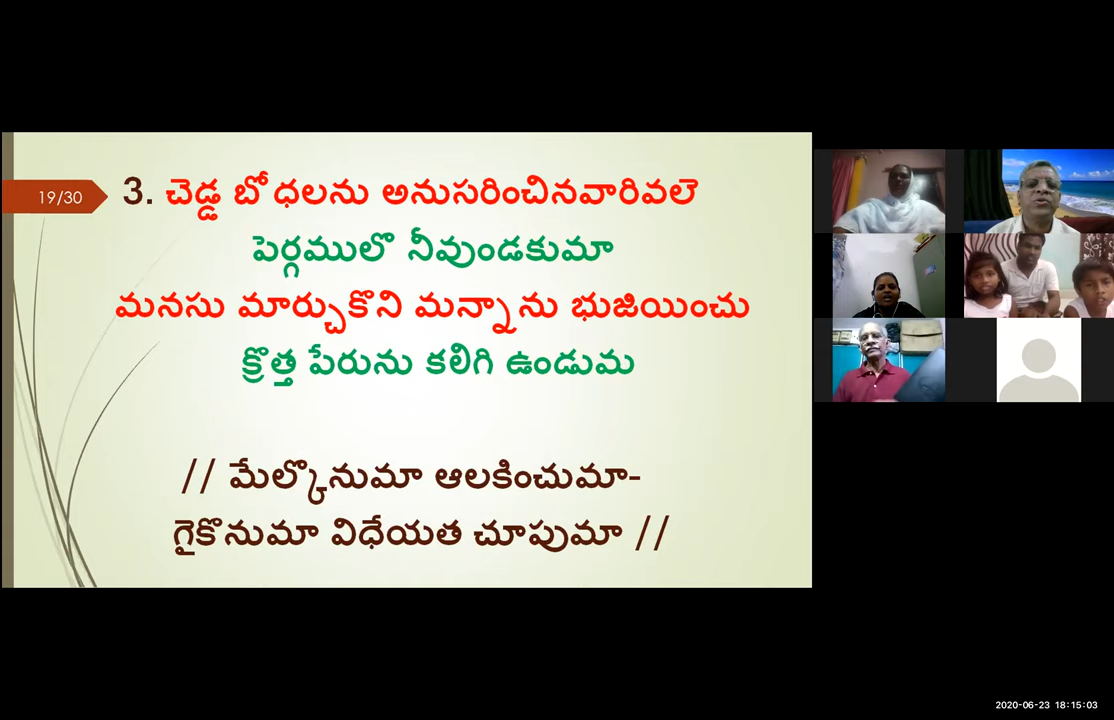 19/30
3. చెడ్డ బోధలను అనుసరించినవారివలె
పెర్గములొ నీవుండకుమా
మనసు మార్చుకొని మన్నాను భుజియించు
క్రొత్త పేరును కలిగి ఉండుమ
// మేల్కొనుమా ఆలకించుమా-
గైకొనుమా విధేయత చూపుమా //
2020-06-23 18:15:03